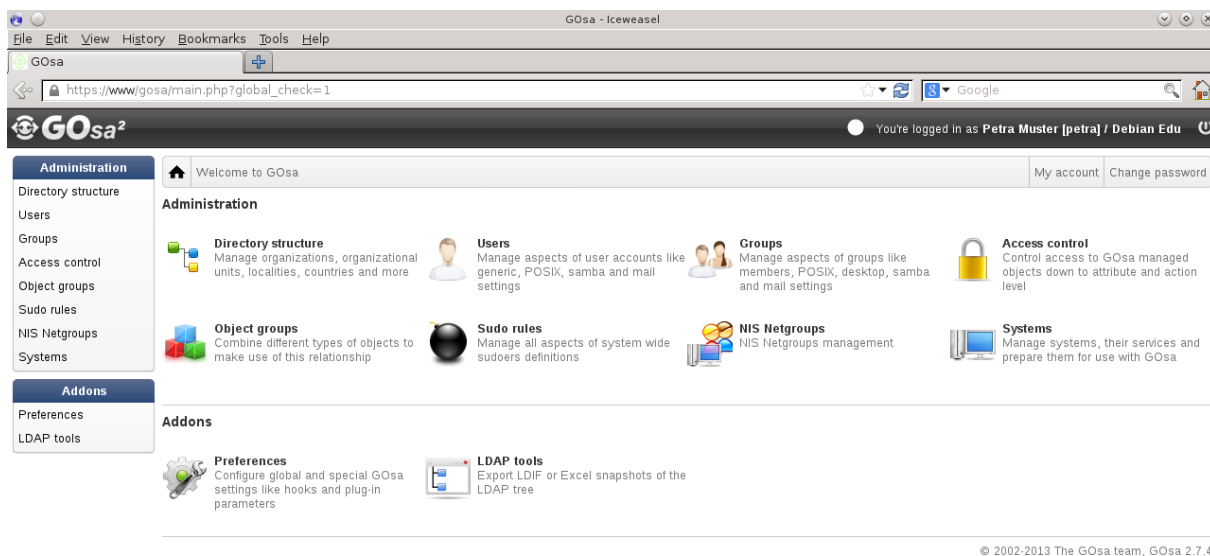 GOsa - Iceweasel
File Edit View History Bookmarks Tools Help
GOsa
https://www/gosa/main.php?global_check=1
Google
GOsa²
You're logged in as Petra Muster [petra] / Debian Edu
Administration
Directory structure
Users
Groups
Access control
Object groups
Sudo rules
NIS Netgroups
Systems
Addons
Preferences
LDAP tools
Welcome to GOsa
My account
Change password
Administration
Directory structure
Manage organizations, organizational
units, localities, countries and more
Users
Manage aspects of user accounts like
generic, POSIX, samba and mail
settings
Groups
Manage aspects of groups like
members, POSIX, desktop, samba
and mail settings
Access control
Control access to GOsa managed
objects down to attribute and action
level
Object groups
Combine different types of objects to
make use of this relationship
Sudo rules
Manage all aspects of system wide
sudoers definitions
NIS Netgroups
NIS Netgroups management
Systems
Manage systems, their services and
prepare them for use with GOsa
Addons
Preferences
Configure global and special GOsa
settings like hooks and plug-in
parameters
LDAP tools
Export LDIF or Excel snapshots of the
LDAP tree
© 2002-2013 The GOsa team, GOsa 2.7.4